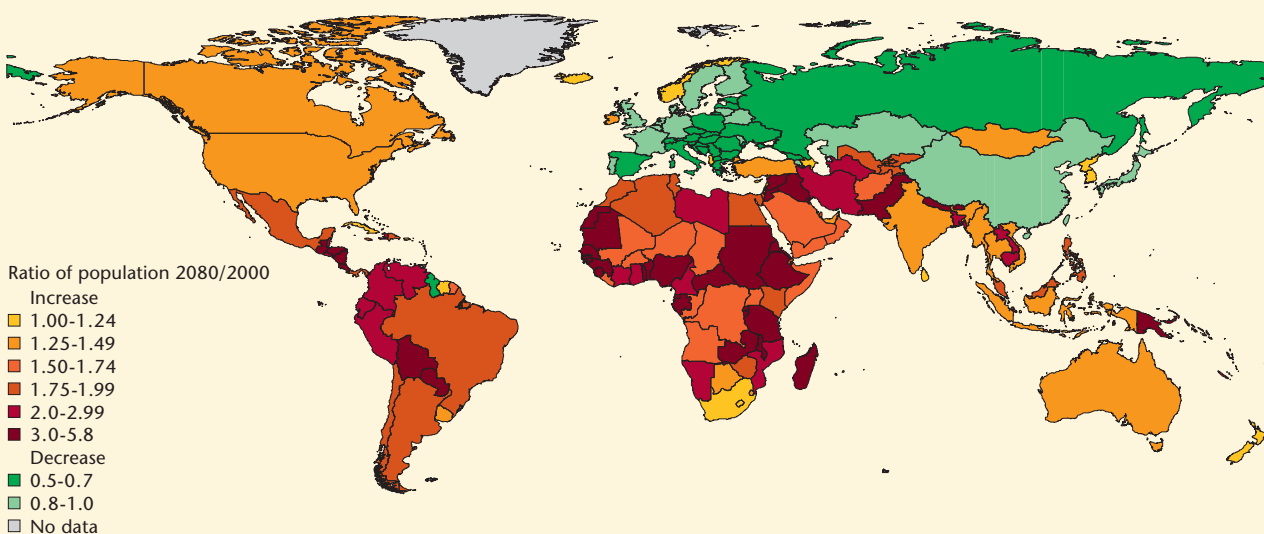 Ratio of population 2080/2000
Increase
1.00-1.24
1.25-1.49
1.50-1.74
1.75-1.99
2.0-2.99
3.0-5.8
Decrease
0.5-0.7
0.8-1.0
No data